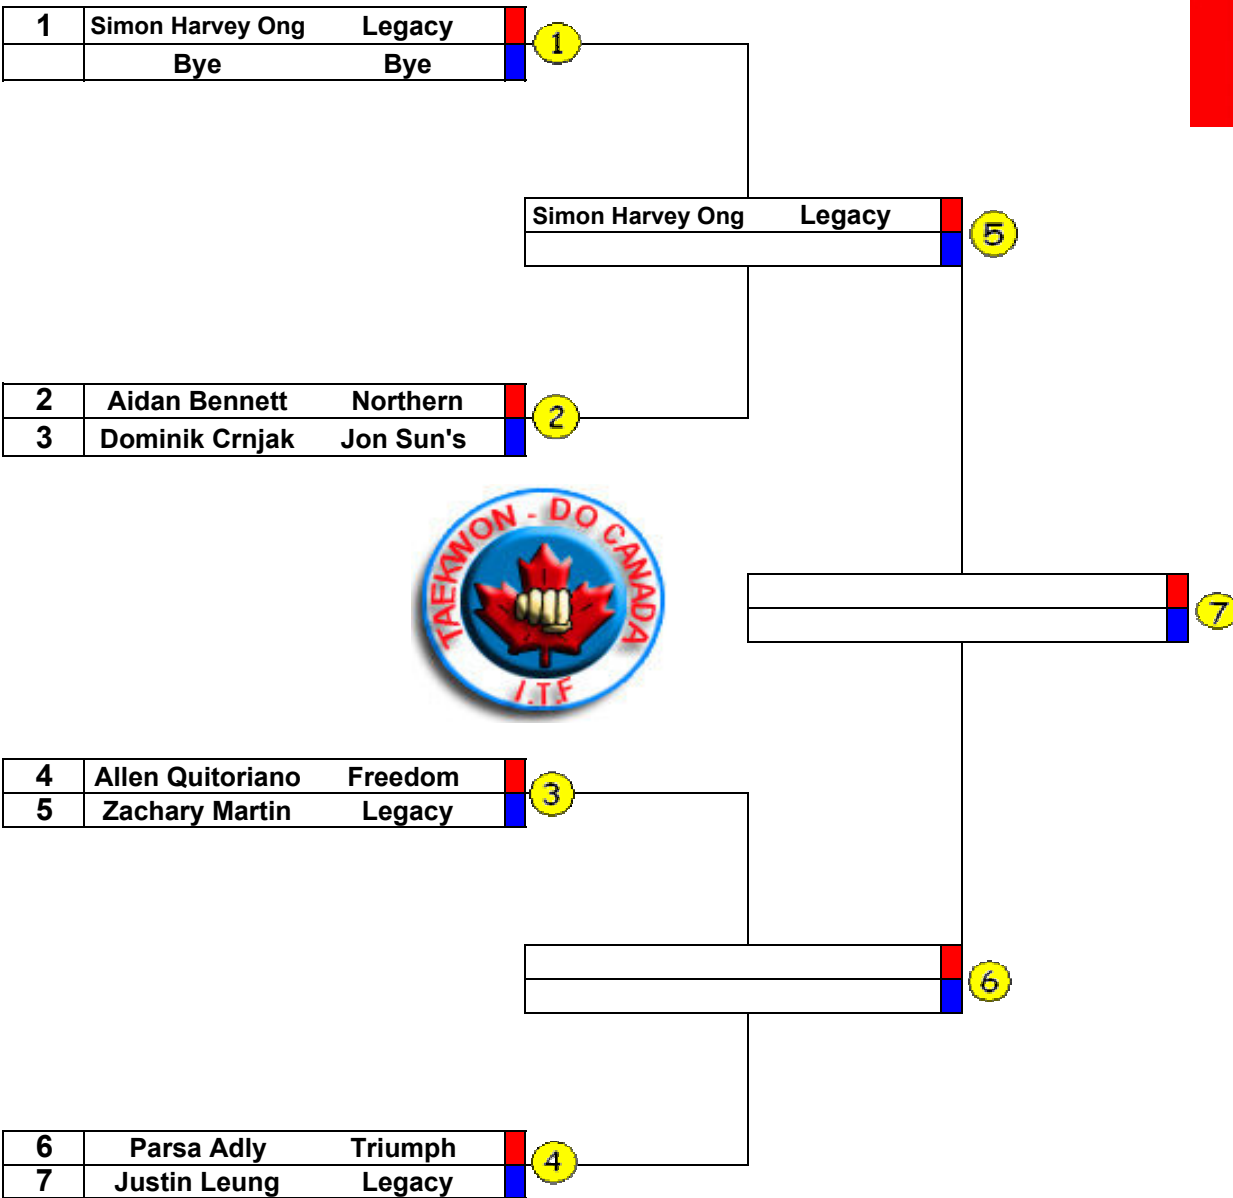 1 Simon Harvey Ong Legacy
Bye Bye
1
Simon Harvey Ong Legacy
5
2 Aidan Bennett Northern
3 Dominik Crnjak Jon Sun's
2
TAEKWON - DO CANADA
I.T.F
7
4 Allen Quitoriano Freedom
5 Zachary Martin Legacy
3
6
6 Parsa Adly Triumph
7 Justin Leung Legacy
4